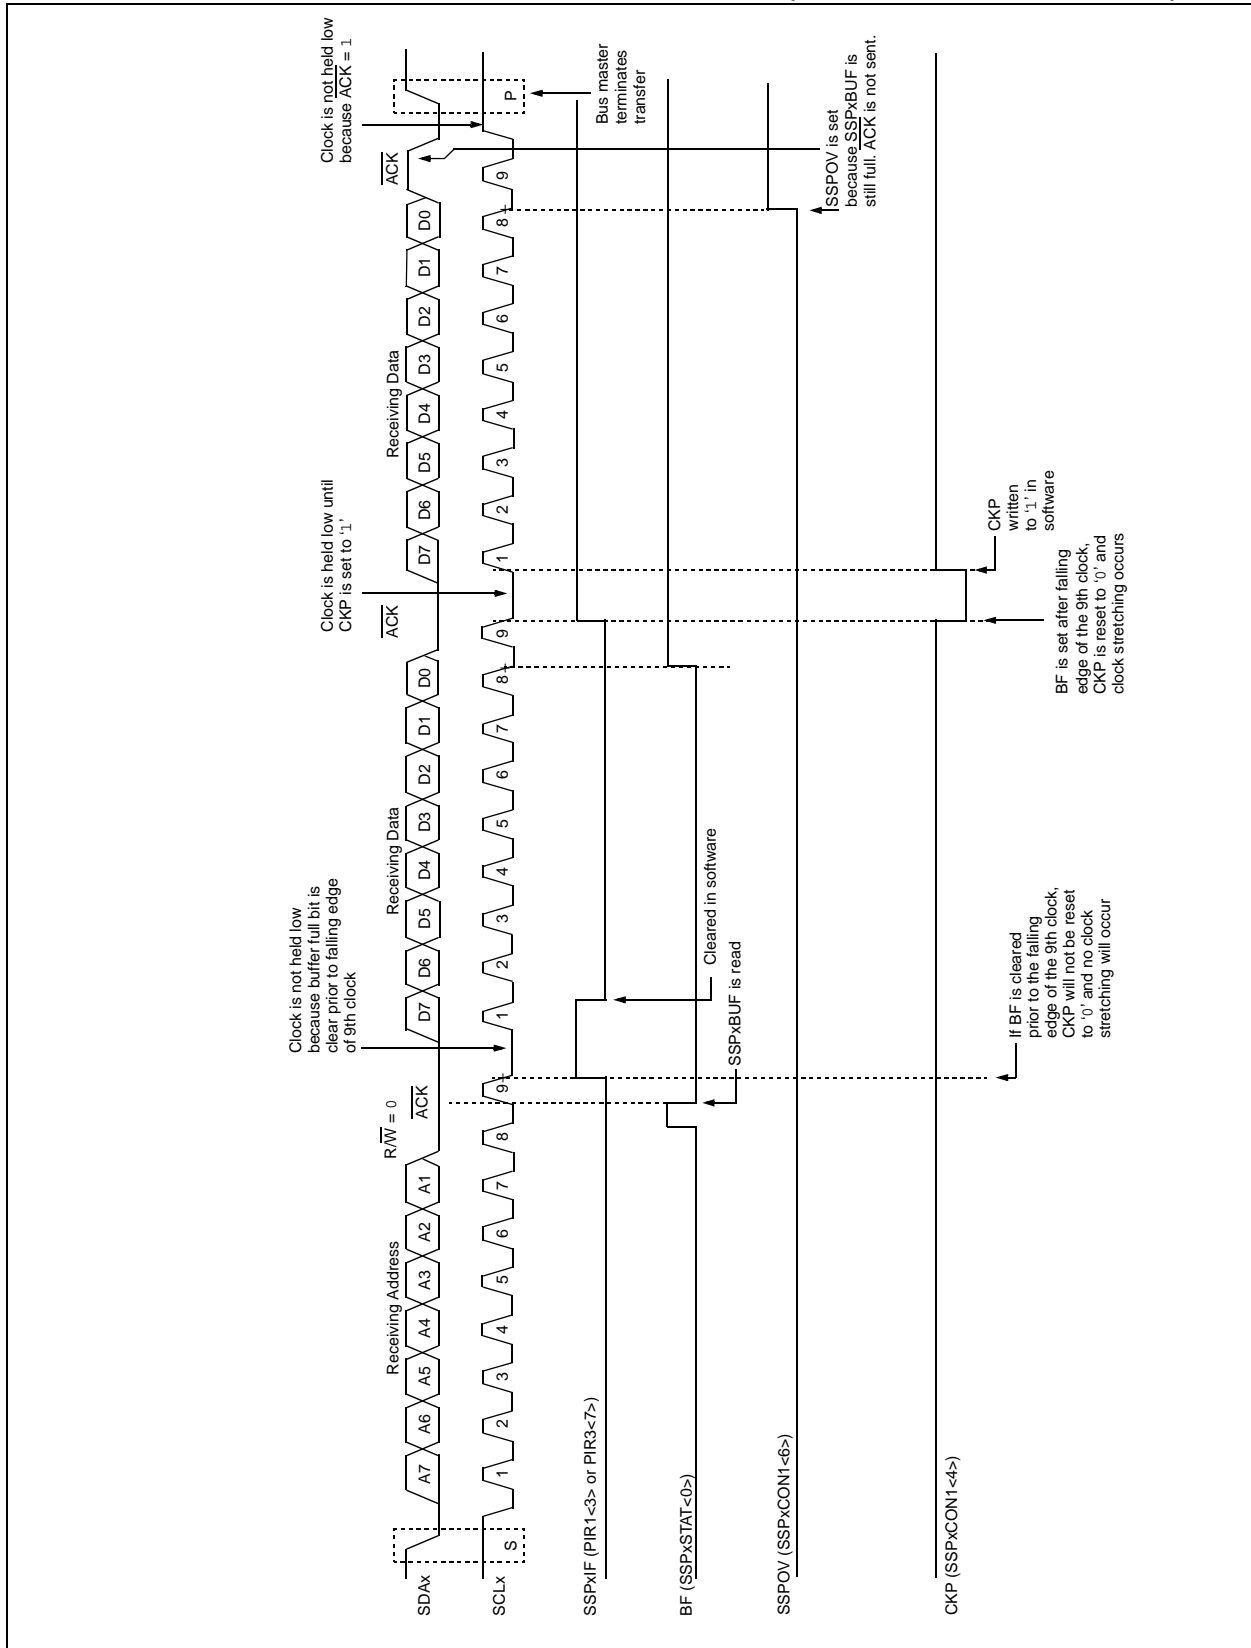 Clock is not held low
because buffer full bit is
clear prior to falling edge
of 9th clock
Clock is held low until
CKP is set to ‘1’
Clock is not held low
because ACK = 1
R/W = 0
ACK
ACK
ACK
Receiving Address
Receiving Data
Receiving Data
SDAx
A7 A6 A5 A4 A3 A2 A1
D7 D6 D5 D4 D3 D2 D1 D0
D7 D6 D5 D4 D3 D2 D1 D0
SCLx
S
1 2 3 4 5 6 7 8 9
1 2 3 4 5 6 7 8 9
1 2 3 4 5 6 7 8 9
P
SSPxIF (PIR1<3> or PIR3<7>)
Bus master
terminates
transfer
BF (SSPxSTAT<0>)
Cleared in software
SSPxBUF is read
SSPOV (SSPxCON1<6>)
SSPOV is set
because SSPxBUF is
still full. ACK is not sent.
CKP (SSPxCON1<4>)
CKP
written
to ‘1’ in
software
If BF is cleared
prior to the falling
edge of the 9th clock,
CKP will not be reset
to ‘0’ and no clock
stretching will occur
BF is set after falling
edge of the 9th clock,
CKP is reset to ‘0’ and
clock stretching occurs